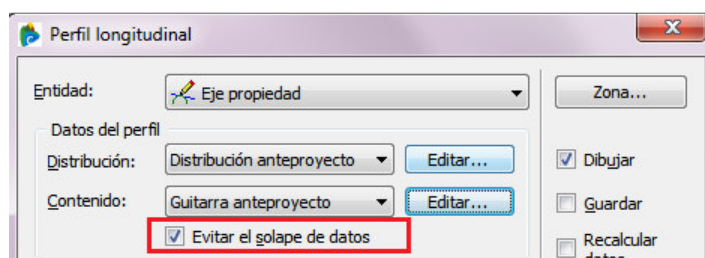 Perfil longitudinal
Entidad: Eje propiedad Zona...
Datos del perfil
Distribución: Distribución anteproyecto Editar... Dibujar
Contenido: Guitarra anteproyecto Editar... Guardar
Evitar el solape de datos Recalcular